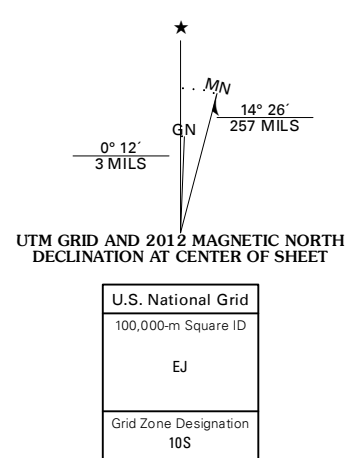 ★
MN
14° 26´
257 MILS
GN
0° 12´
3 MILS
UTM GRID AND 2012 MAGNETIC NORTH
DECLINATION AT CENTER OF SHEET
U.S. National Grid
100,000-m Square ID
EJ
Grid Zone Designation
10S